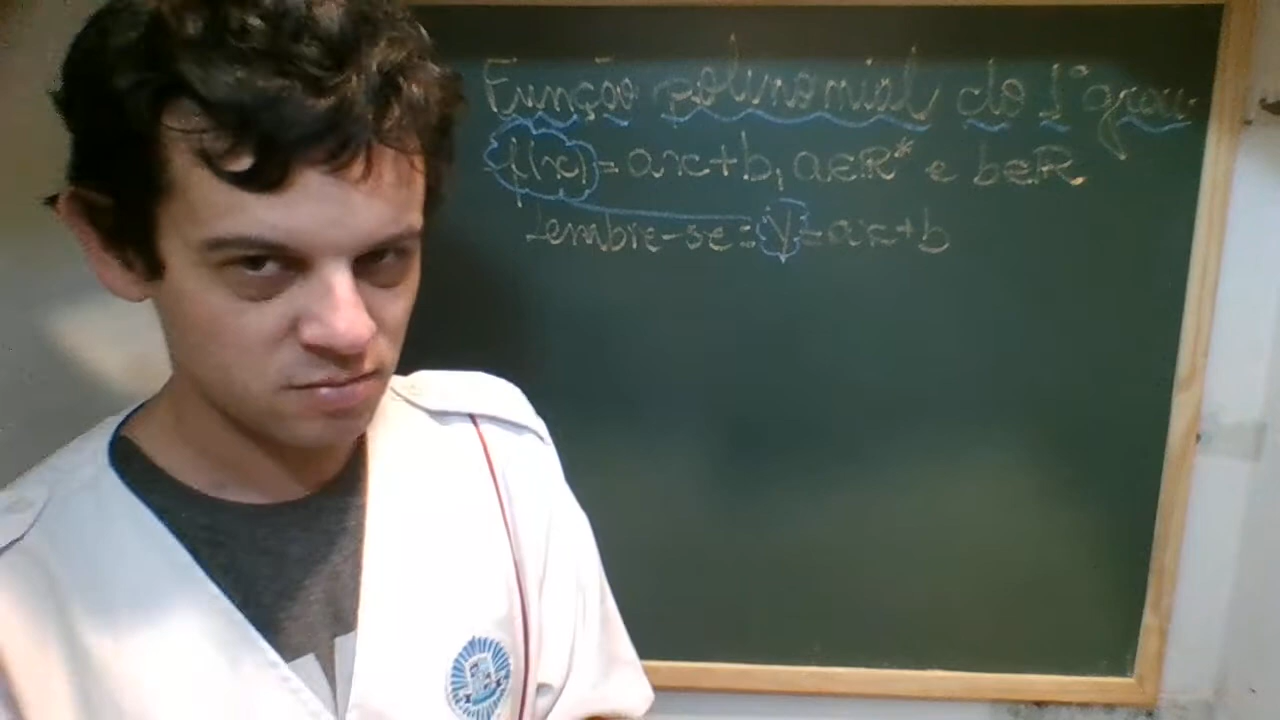 Função polinomial do 1º grau
f(x)=ax+b, a∈R* e b∈R
Lembre-se: y=ax+b